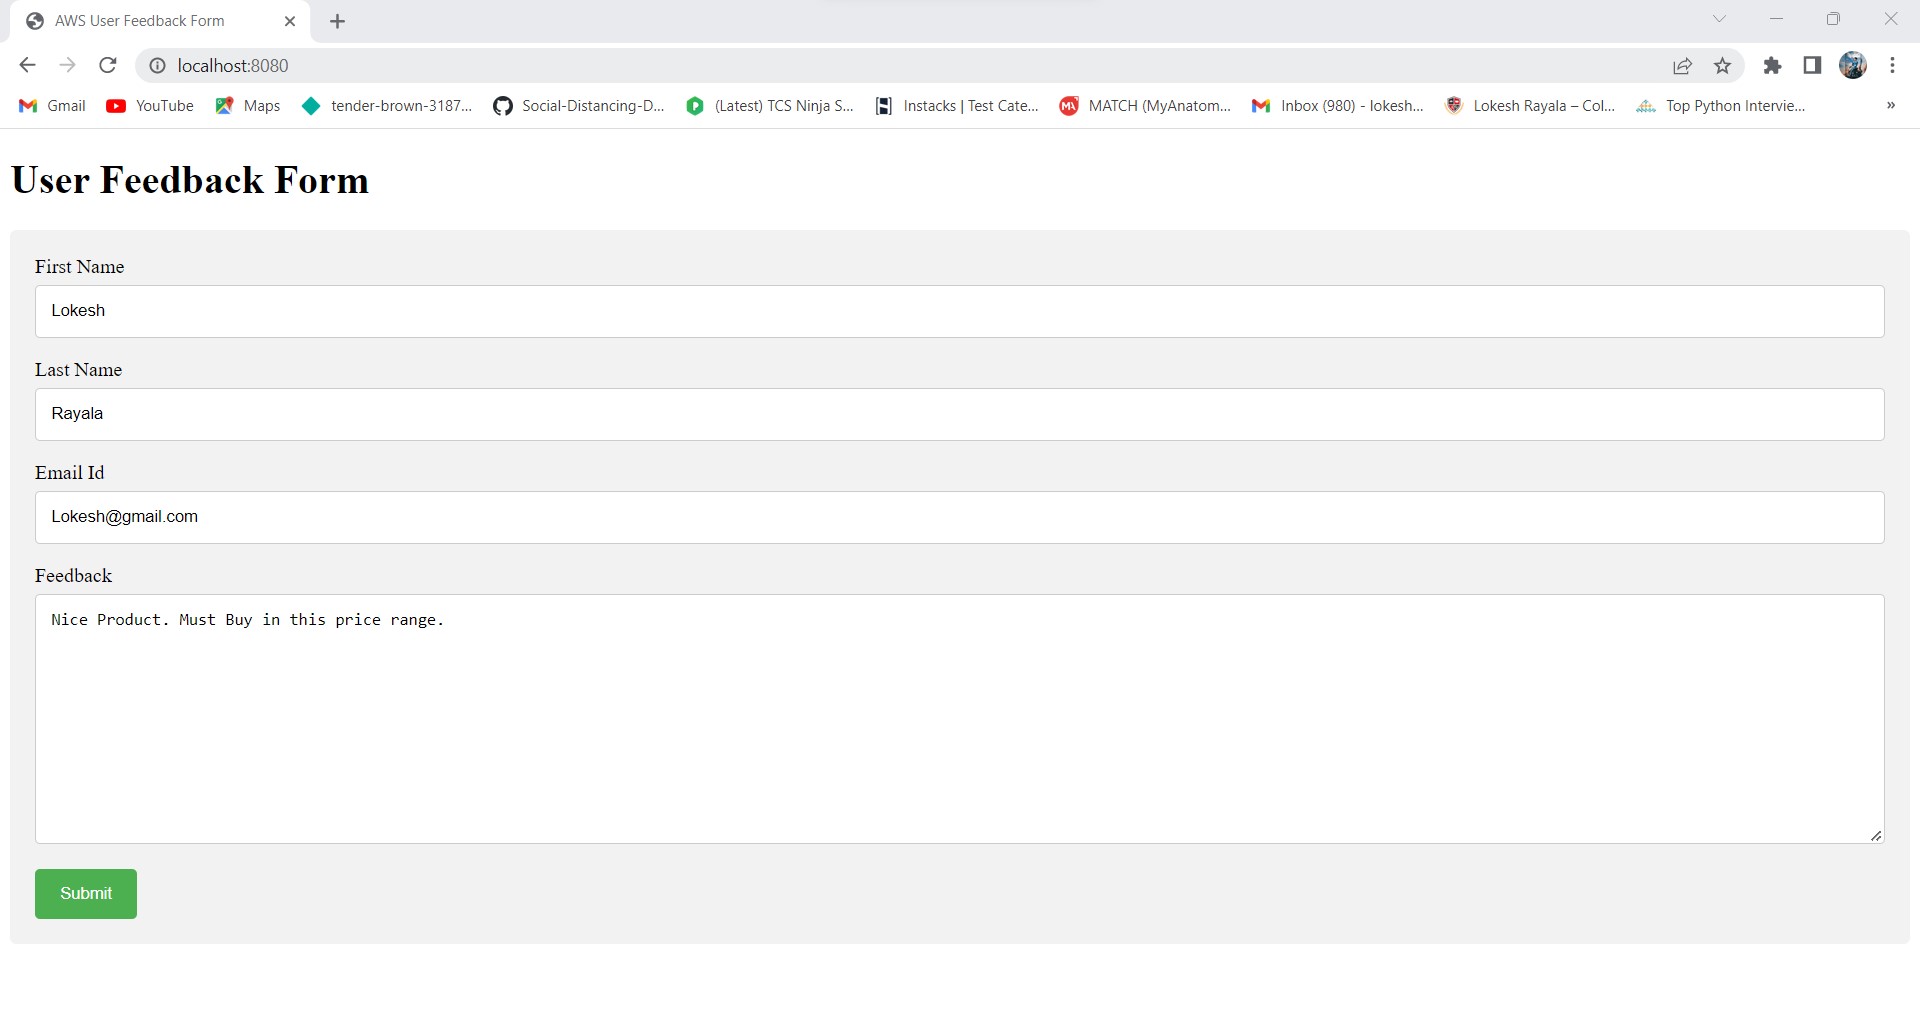 AWS User Feedback Form
localhost:8080
Gmail YouTube Maps tender-brown-3187... Social-Distancing-D... (Latest) TCS Ninja S... Instacks | Test Cate... MATCH (MyAnatom... Inbox (980) - lokesh... Lokesh Rayala – Col... Top Python Intervie... »
User Feedback Form
First Name
Lokesh
Last Name
Rayala
Email Id
Lokesh@gmail.com
Feedback
Nice Product. Must Buy in this price range.
Submit